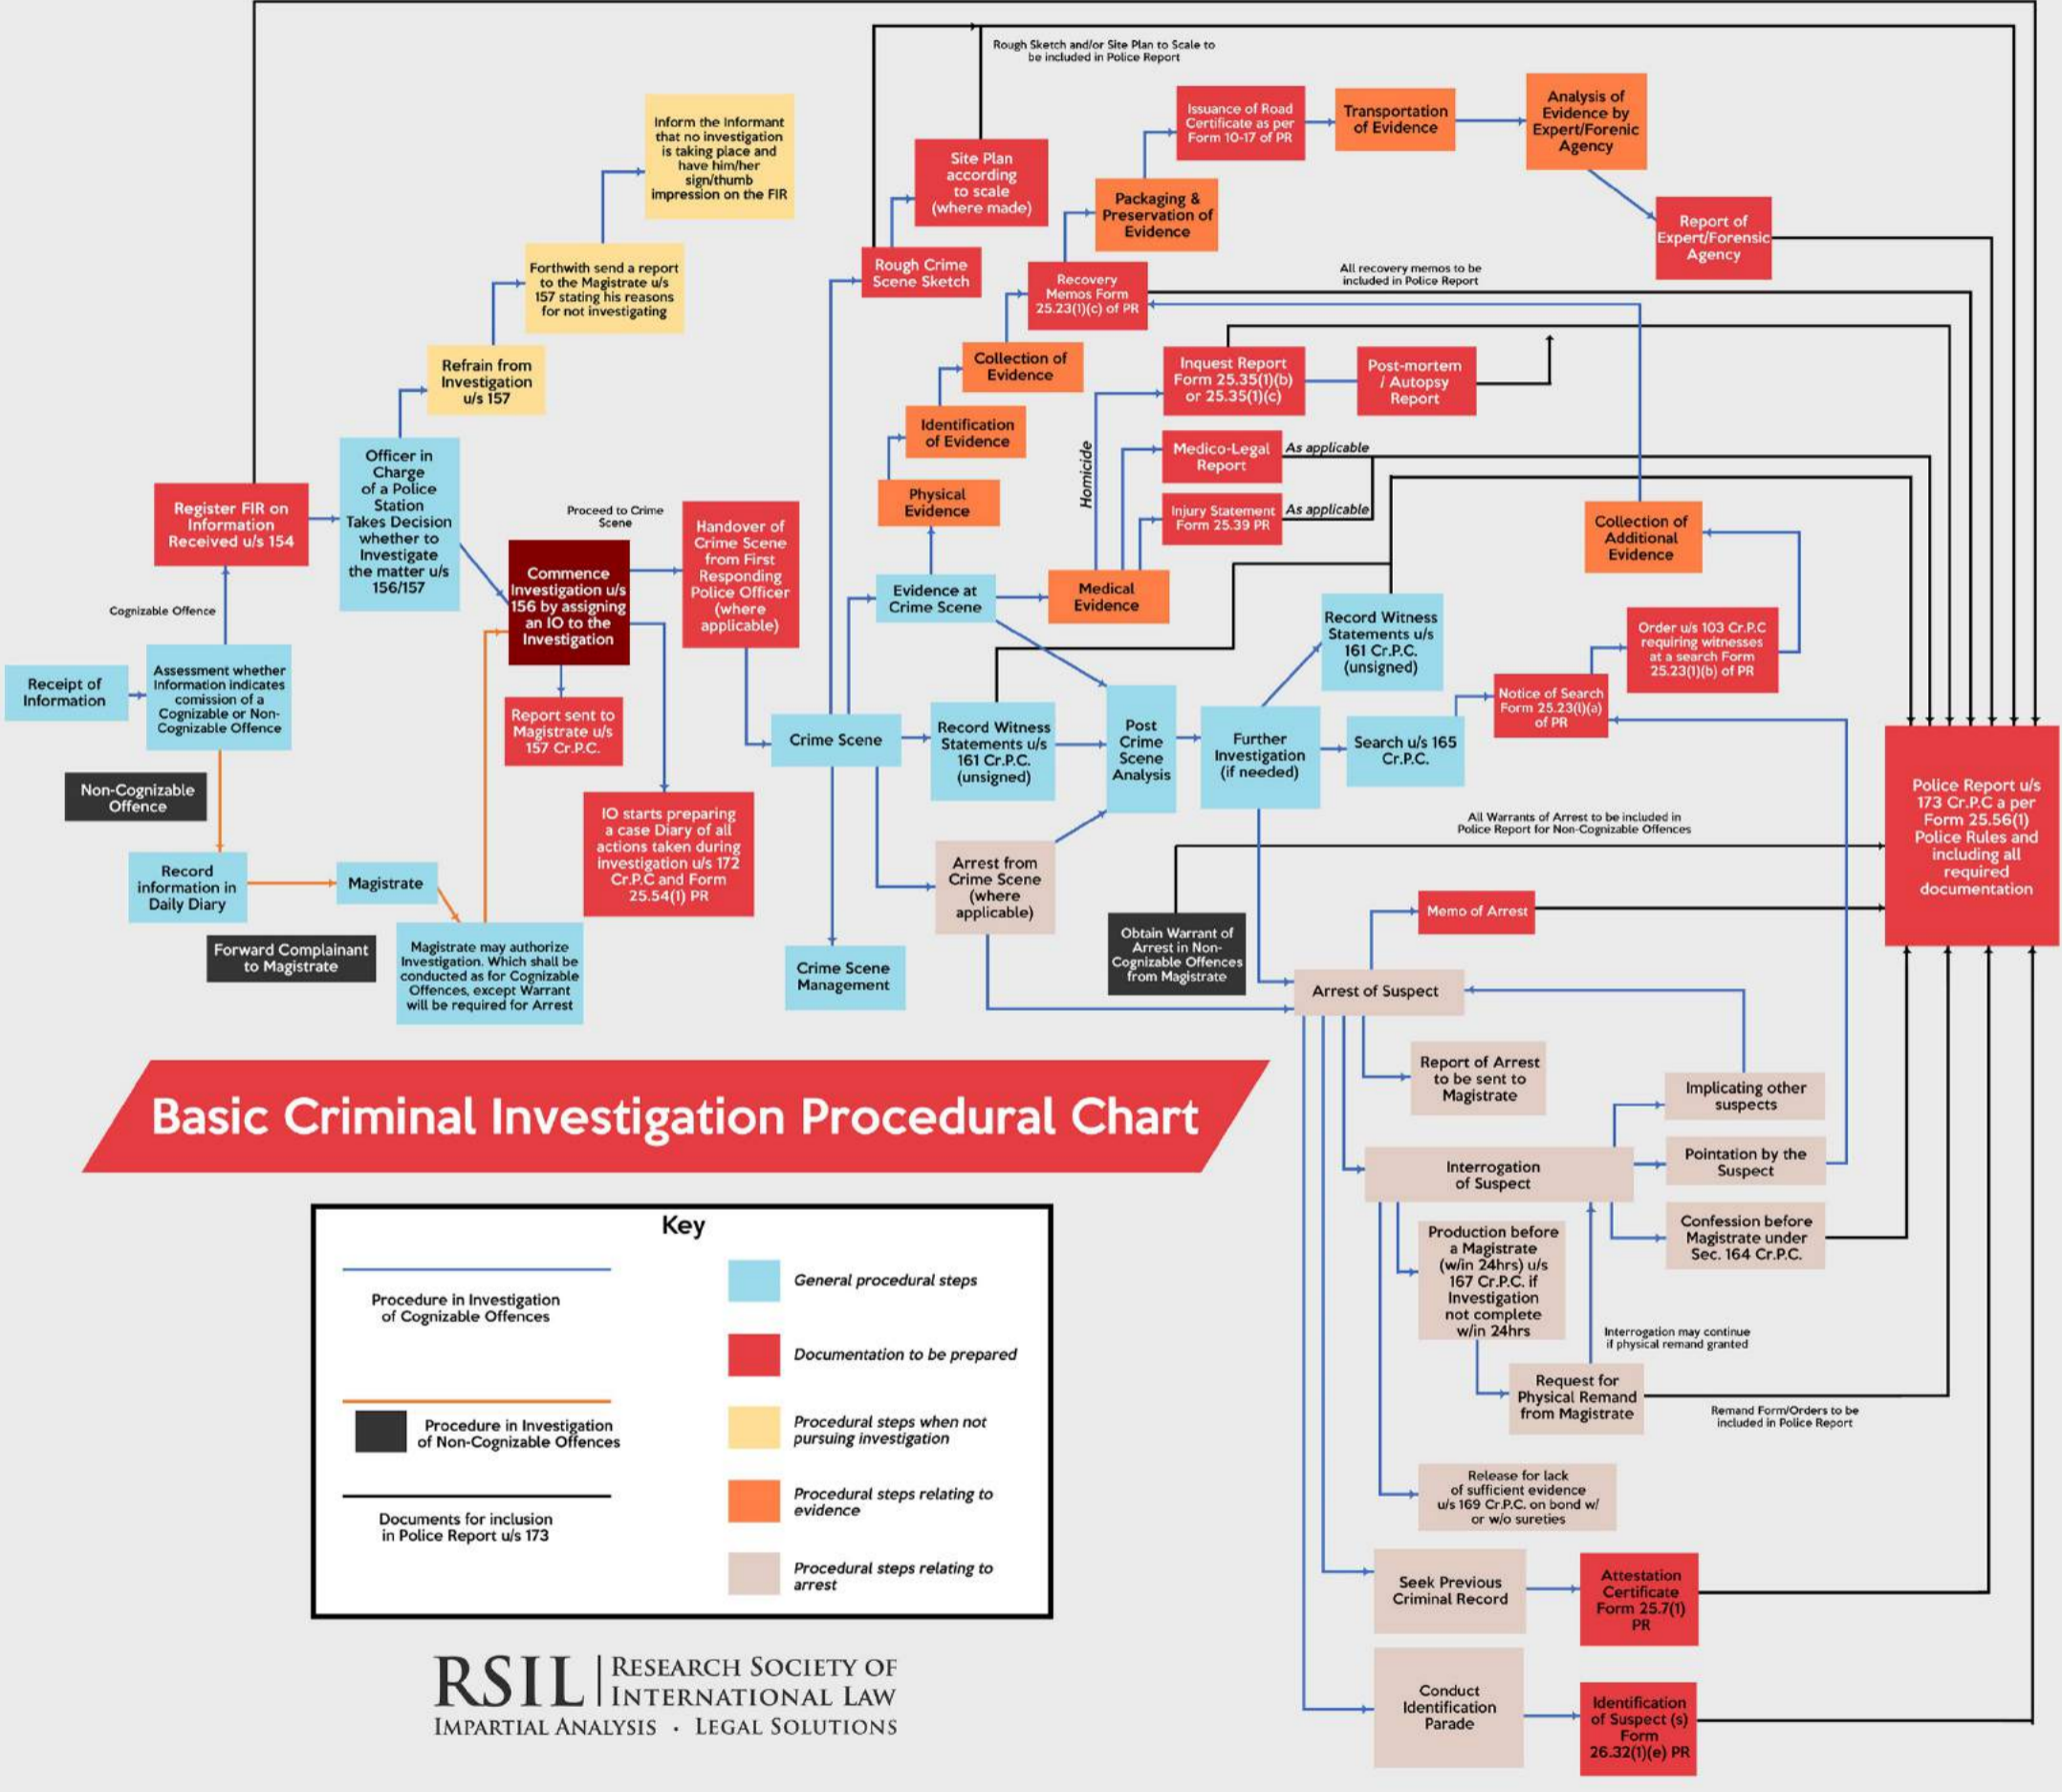 Rough Sketch and/or Site Plan to Scale to
be included in Police Report
Inform the Informant
that no investigation
is taking place and
have him/her
sign/thumb
impression on the FIR
Forthwith send a report
to the Magistrate u/s
157 stating his reasons
for not investigating
Refrain from
Investigation
u/s 157
Officer in
Charge
of a Police
Station
Takes Decision
whether to
Investigate
the matter u/s
156/157
Register FIR on
Information
Received u/s 154
Cognizable Offence
Receipt of
Information
Assessment whether
Information indicates
comission of a
Cognizable or Non-
Cognizable Offence
Non-Cognizable
Offence
Record
information in
Daily Diary
Magistrate
Forward Complainant
to Magistrate
Magistrate may authorize
Investigation. Which shall be
conducted as for Cognizable
Offences, except Warrant
will be required for Arrest
Proceed to Crime
Scene
Commence
Investigation u/s
156 by assigning
an IO to the
Investigation
Report sent to
Magistrate u/s
157 Cr.P.C.
IO starts preparing
a case Diary of all
actions taken during
investigation u/s 172
Cr.P.C and Form
25.54(1) PR
Handover of
Crime Scene
from First
Responding
Police Officer
(where
applicable)
Crime Scene
Crime Scene
Management
Site Plan
according
to scale
(where made)
Rough Crime
Scene Sketch
Issuance of Road
Certificate as per
Form 10-17 of PR
Transportation
of Evidence
Analysis of
Evidence by
Expert/Forenic
Agency
Report of
Expert/Forensic
Agency
Packaging &
Preservation of
Evidence
Recovery
Memos Form
25.23(1)(c) of PR
All recovery memos to be
included in Police Report
Collection of
Evidence
Identification
of Evidence
Physical
Evidence
Evidence at
Crime Scene
Medical
Evidence
Homicide
Inquest Report
Form 25.35(1)(b)
or 25.35(1)(c)
Post-mortem
/ Autopsy
Report
Medico-Legal
Report
As applicable
Injury Statement
Form 25.39 PR
As applicable
Collection of
Additional
Evidence
Record Witness
Statements u/s
161 Cr.P.C.
(unsigned)
Order u/s 103 Cr.P.C
requiring witnesses
at a search Form
25.23(1)(b) of PR
Notice of Search
Form 25.23(l)(a)
of PR
Record Witness
Statements u/s
161 Cr.P.C.
(unsigned)
Post
Crime
Scene
Analysis
Further
Investigation
(if needed)
Search u/s 165
Cr.P.C.
Arrest from
Crime Scene
(where
applicable)
All Warrants of Arrest to be included in
Police Report for Non-Cognizable Offences
Obtain Warrant of
Arrest in Non-
Cognizable Offences
from Magistrate
Police Report u/s
173 Cr.P.C a per
Form 25.56(1)
Police Rules and
including all
required
documentation
Memo of Arrest
Arrest of Suspect
Report of Arrest
to be sent to
Magistrate
Implicating other
suspects
Interrogation
of Suspect
Pointation by the
Suspect
Confession before
Magistrate under
Sec. 164 Cr.P.C.
Production before
a Magistrate
(w/in 24hrs) u/s
167 Cr.P.C. if
Investigation
not complete
w/in 24hrs
Interrogation may continue
if physical remand granted
Request for
Physical Remand
from Magistrate
Remand Form/Orders to be
included in Police Report
Release for lack
of sufficient evidence
u/s 169 Cr.P.C. on bond w/
or w/o sureties
Seek Previous
Criminal Record
Attestation
Certificate
Form 25.7(1)
PR
Conduct
Identification
Parade
Identification
of Suspect (s)
Form
26.32(1)(e) PR
Basic Criminal Investigation Procedural Chart
Key
Procedure in Investigation
of Cognizable Offences
Procedure in Investigation
of Non-Cognizable Offences
Documents for inclusion
in Police Report u/s 173
General procedural steps
Documentation to be prepared
Procedural steps when not
pursuing investigation
Procedural steps relating to
evidence
Procedural steps relating to
arrest
RSIL
RESEARCH SOCIETY OF
INTERNATIONAL LAW
IMPARTIAL ANALYSIS · LEGAL SOLUTIONS